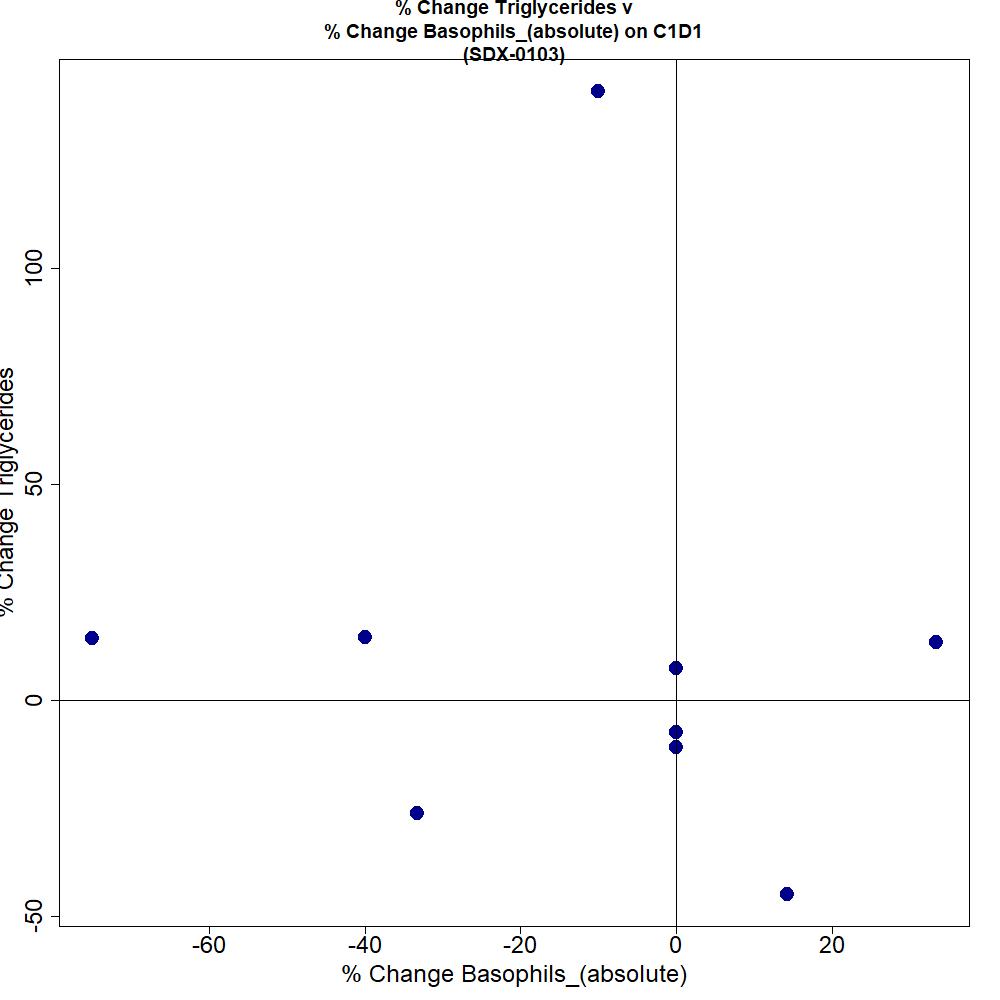 % Change Triglycerides v
% Change Basophils_(absolute) on C1D1
(SDX-0103)
% Change Triglycerides
100
50
0
-50
-60
-40
-20
0
20
% Change Basophils_(absolute)